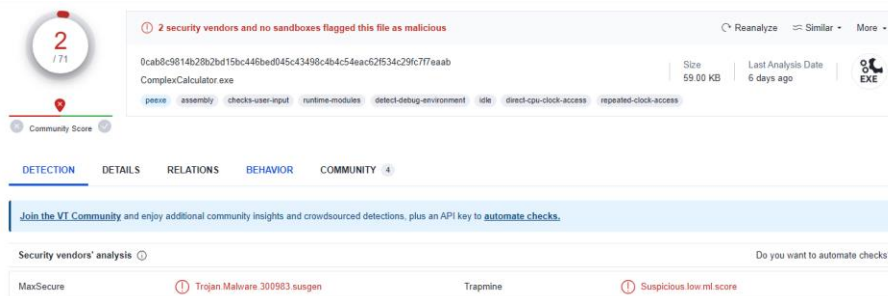 2 security vendors and no sandboxes flagged this file as malicious
Reanalyze Similar More
2
/ 71
0cab8c9814b28b2bd15bc446bed045c43498c4b4c54eac62f534c29fc7f7eaab
ComplexCalculator.exe
Size
59.00 KB
Last Analysis Date
6 days ago
EXE
peexe assembly checks-user-input runtime-modules detect-debug-environment idle direct-cpu-clock-access repeated-clock-access
Community Score
DETECTION DETAILS RELATIONS BEHAVIOR COMMUNITY 4
Join the VT Community and enjoy additional community insights and crowdsourced detections, plus an API key to automate checks.
Security vendors' analysis Do you want to automate checks
MaxSecure Trojan.Malware.300983.susgen Trapmine Suspicious.low.ml.score